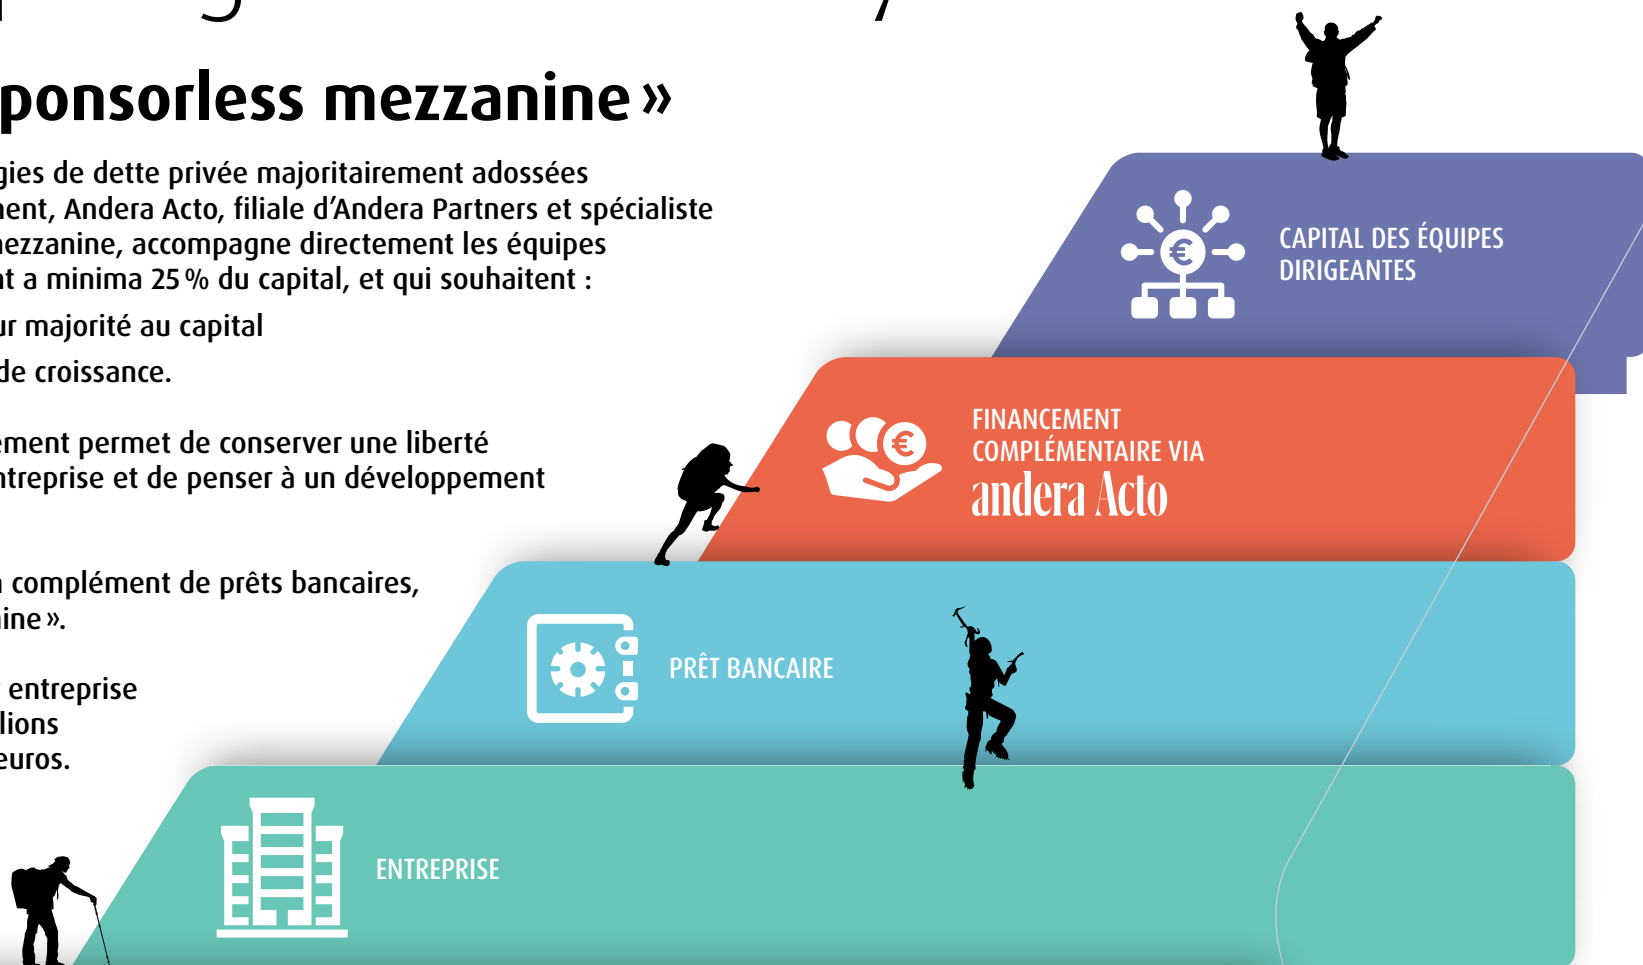 ponsorless mezzanine »
gies de dette privée majoritairement adossées
ment, Andera Acto, filiale d’Andera Partners et spécialiste
mezzanine, accompagne directement les équipes
nt a minima 25 % du capital, et qui souhaitent :
ur majorité au capital
de croissance.
ement permet de conserver une liberté
ntreprise et de penser à un développement
complément de prêts bancaires,
ine ».
entreprise
lions
euros.
CAPITAL DES ÉQUIPES
DIRIGEANTES
FINANCEMENT
COMPLÉMENTAIRE VIA
andera Acto
PRÊT BANCAIRE
ENTREPRISE